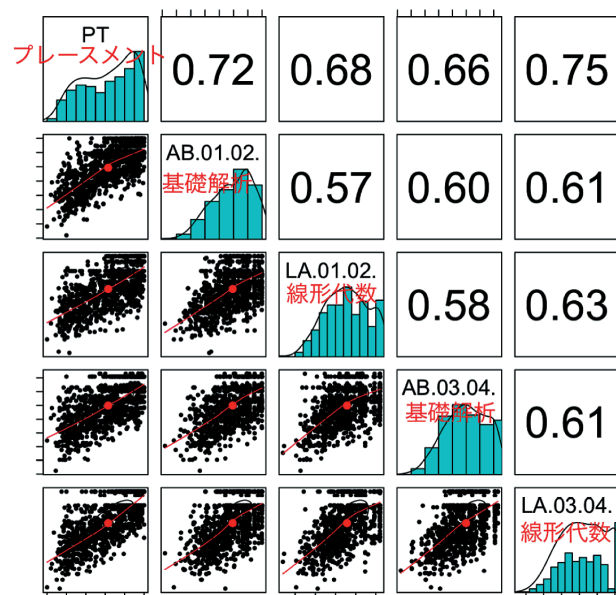 PT
プレースメント
0.72
0.68
0.66
0.75
AB.01.02.
基礎解析
0.57
0.60
0.61
LA.01.02.
線形代数
0.58
0.63
AB.03.04.
基礎解析
0.61
LA.03.04.
線形代数